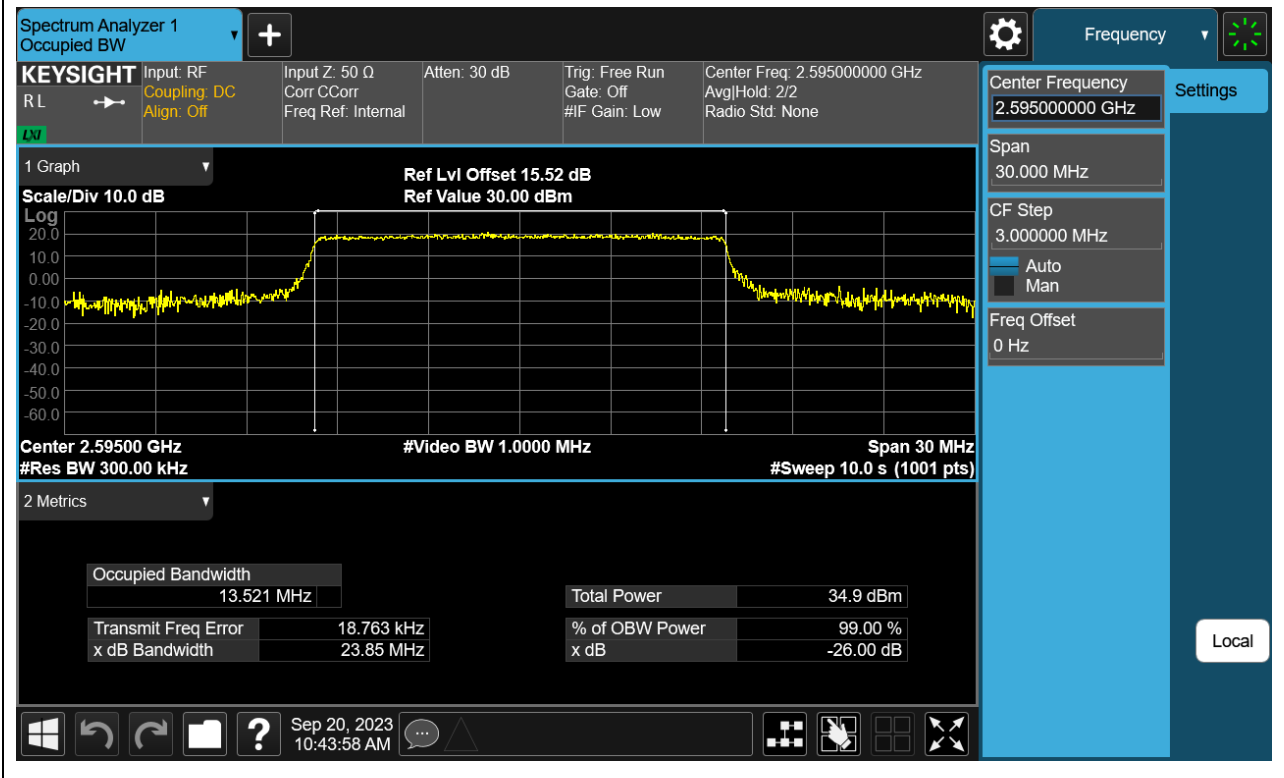 Spectrum Analyzer 1
Occupied BW
+
Frequency
KEYSIGHT
R L
LXI
Input: RF
Coupling: DC
Align: Off
Input Z: 50 Ω
Corr CCorr
Freq Ref: Internal
Atten: 30 dB
Trig: Free Run
Gate: Off
#IF Gain: Low
Center Freq: 2.595000000 GHz
Avg|Hold: 2/2
Radio Std: None
Center Frequency
2.595000000 GHz
Settings
Span
30.000 MHz
CF Step
3.000000 MHz
Auto
Man
Freq Offset
0 Hz
1 Graph
Scale/Div 10.0 dB
Ref Lvl Offset 15.52 dB
Ref Value 30.00 dBm
Log
20.0
10.0
0.00
-10.0
-20.0
-30.0
-40.0
-50.0
-60.0
Center 2.59500 GHz
#Video BW 1.0000 MHz
Span 30 MHz
#Res BW 300.00 kHz
#Sweep 10.0 s (1001 pts)
2 Metrics
Occupied Bandwidth
13.521 MHz
Total Power 34.9 dBm
Transmit Freq Error 18.763 kHz
% of OBW Power 99.00 %
x dB Bandwidth 23.85 MHz
x dB -26.00 dB
Local
?
Sep 20, 2023
10:43:58 AM